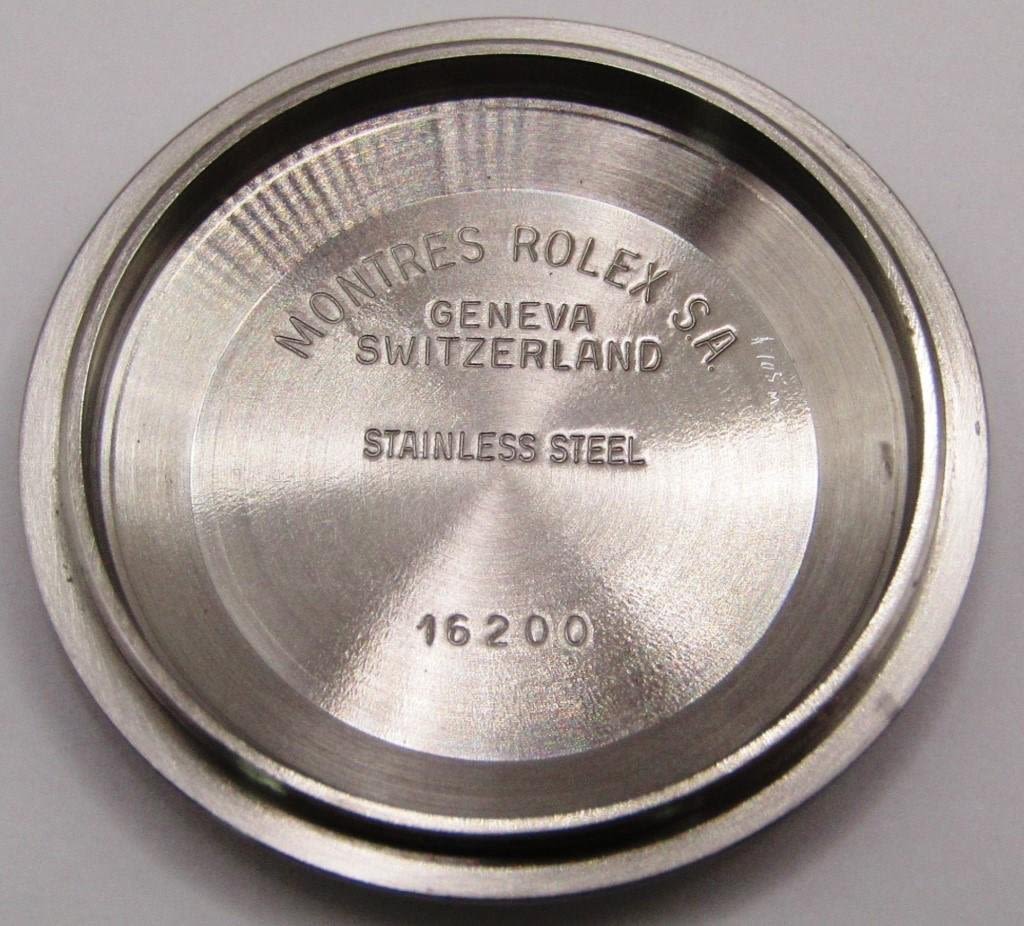 MONTRES ROLEX S.A.
GENEVA
SWITZERLAND
STAINLESS STEEL
16200